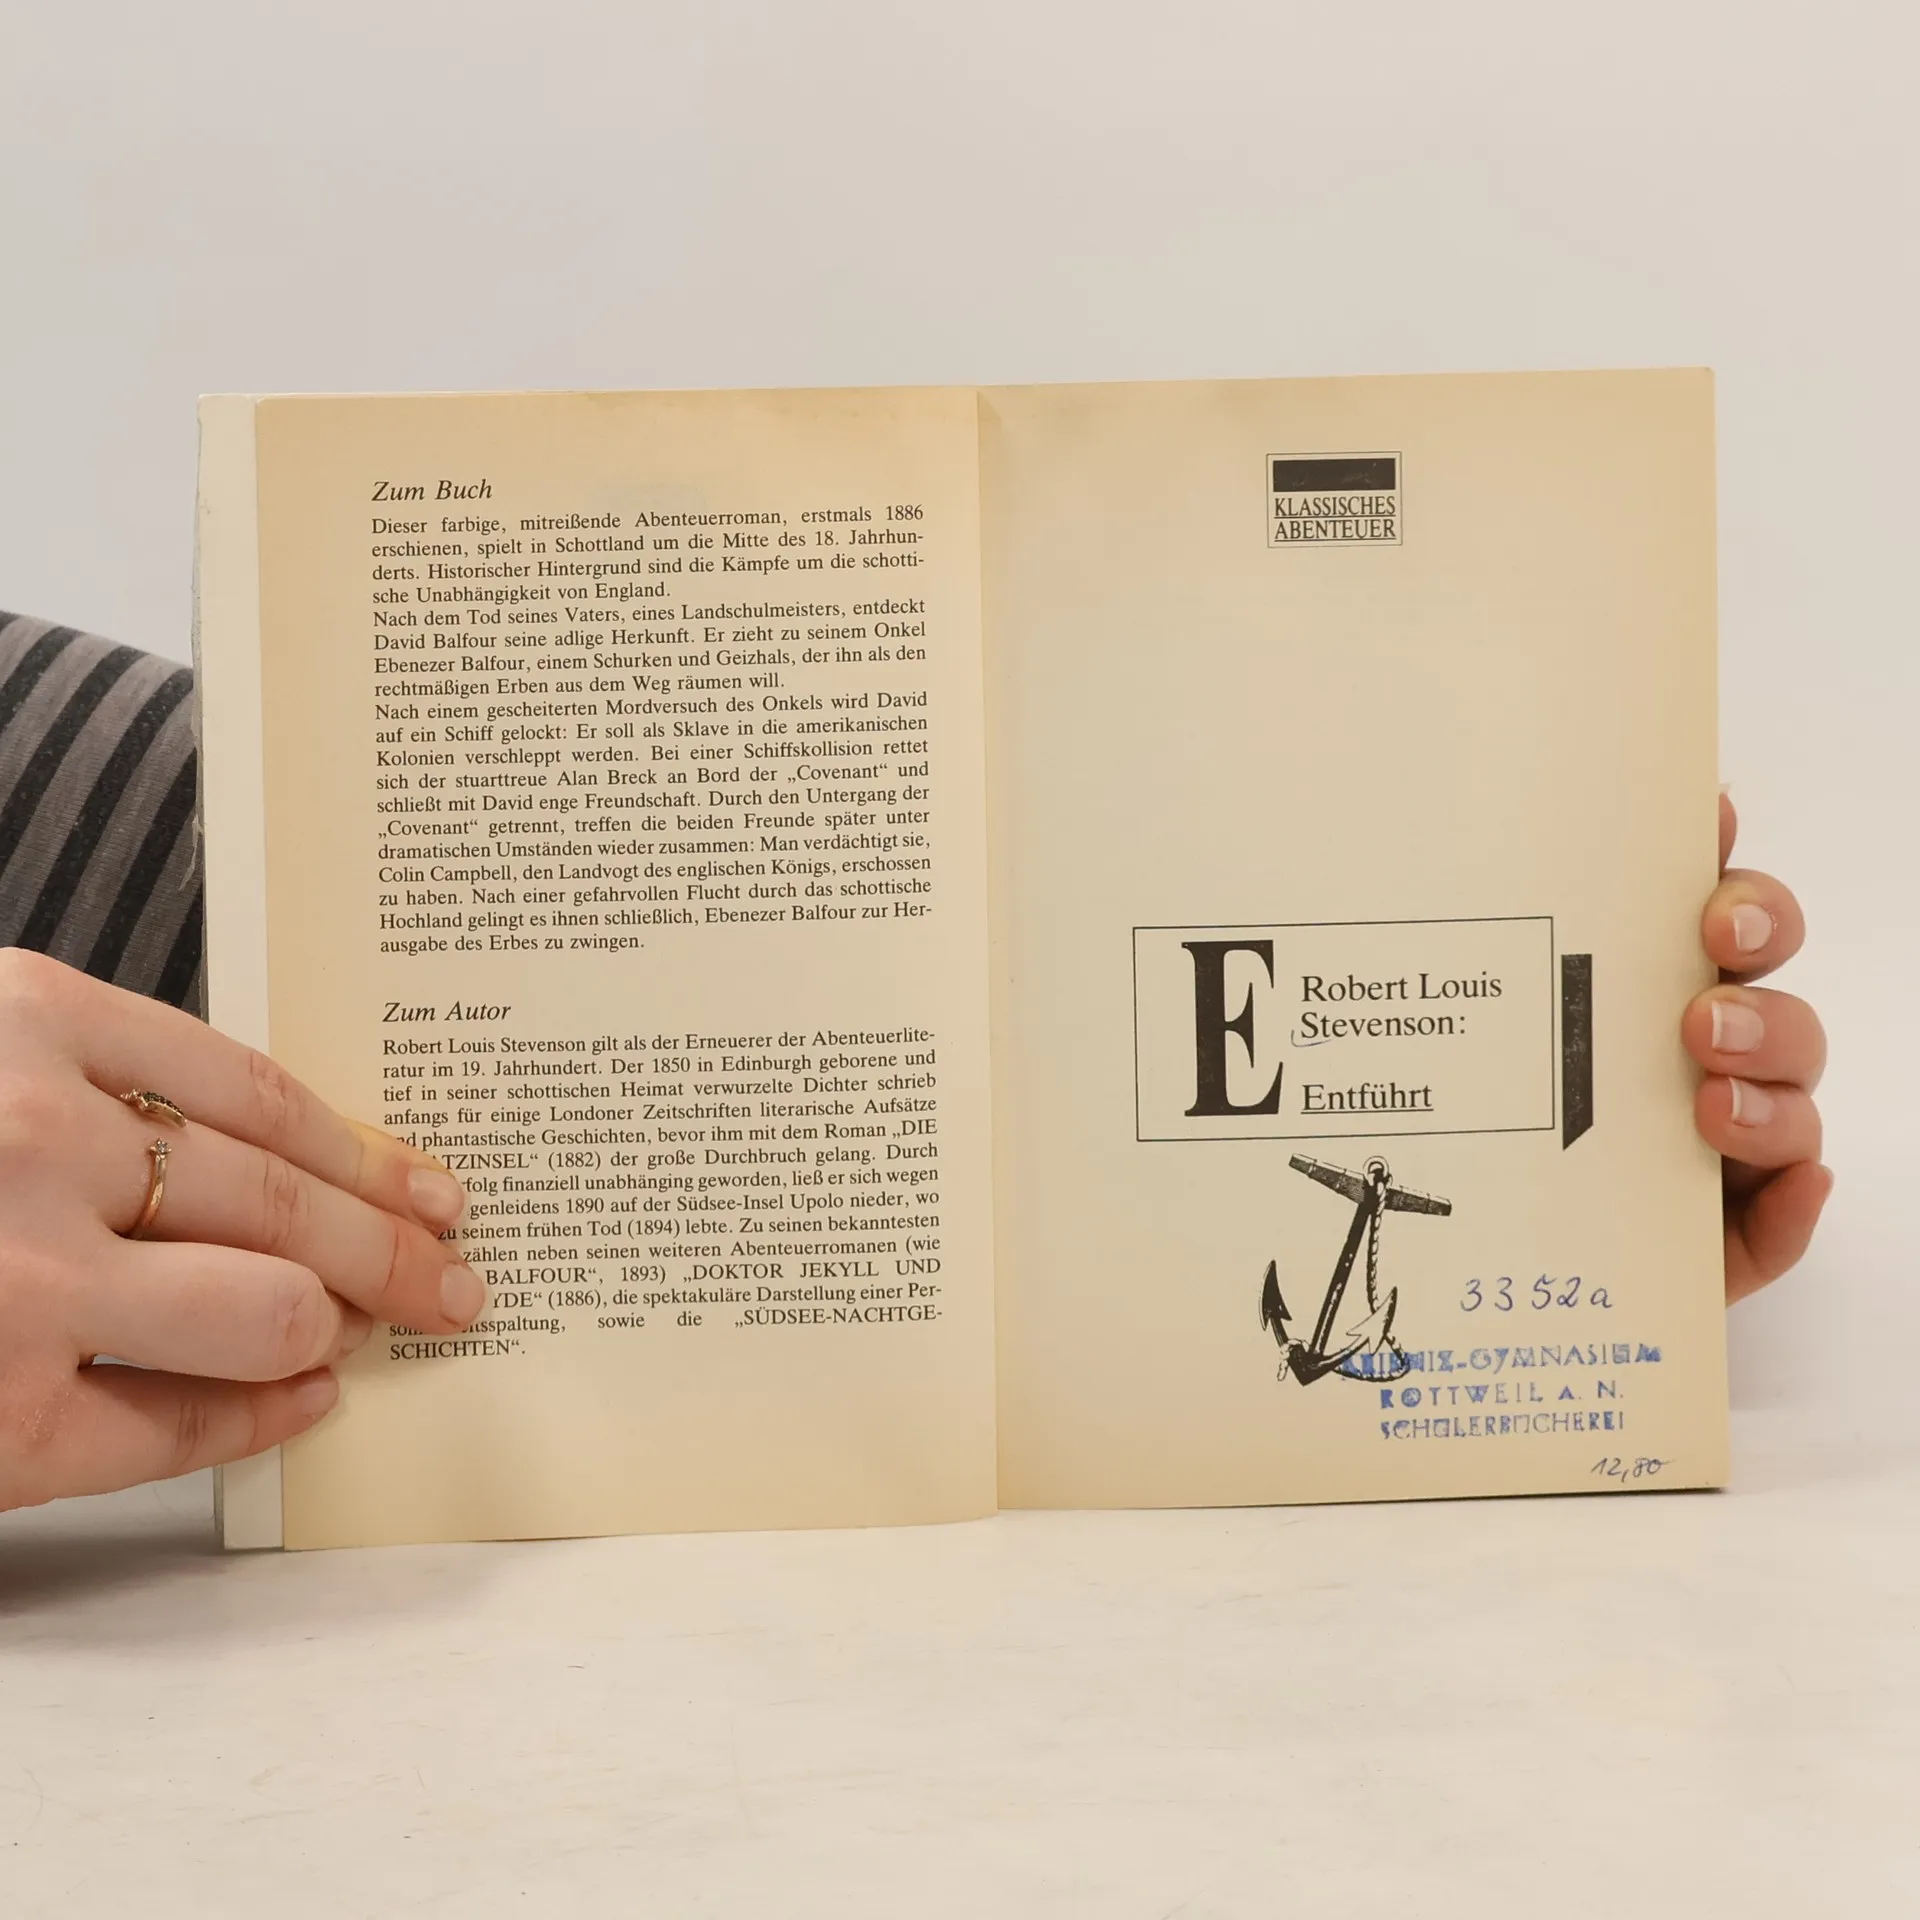 Zum Buch
Dieser farbige, mitreißende Abenteuerroman, erstmals 1886
erschienen, spielt in Schottland um die Mitte des 18. Jahrhun-
derts. Historischer Hintergrund sind die Kämpfe um die schotti-
sche Unabhängigkeit von England.
Nach dem Tod seines Vaters, eines Landschulmeisters, entdeckt
David Balfour seine adlige Herkunft. Er zieht zu seinem Onkel
Ebenezer Balfour, einem Schurken und Geizhals, der ihn als den
rechtmäßigen Erben aus dem Weg räumen will.
Nach einem gescheiterten Mordversuch des Onkels wird David
auf ein Schiff gelockt: Er soll als Sklave in die amerikanischen
Kolonien verschleppt werden. Bei einer Schiffskollision rettet
sich der stuarttreue Alan Breck an Bord der „Covenant“ und
schließt mit David enge Freundschaft. Durch den Untergang der
„Covenant“ getrennt, treffen die beiden Freunde später unter
dramatischen Umständen wieder zusammen: Man verdächtigt sie,
Colin Campbell, den Landvogt des englischen Königs, erschossen
zu haben. Nach einer gefahrvollen Flucht durch das schottische
Hochland gelingt es ihnen schließlich, Ebenezer Balfour zur Her-
ausgabe des Erbes zu zwingen.
Zum Autor
Robert Louis Stevenson gilt als der Erneuerer der Abenteuerlite-
ratur im 19. Jahrhundert. Der 1850 in Edinburgh geborene und
tief in seiner schottischen Heimat verwurzelte Dichter schrieb
anfangs für einige Londoner Zeitschriften literarische Aufsätze
phantastische Geschichten, bevor ihm mit dem Roman „DIE
TZINSEL“ (1882) der große Durchbruch gelang. Durch
folg finanziell unabhänging geworden, ließ er sich wegen
genleidens 1890 auf der Südsee-Insel Upolo nieder, wo
zu seinem frühen Tod (1894) lebte. Zu seinen bekanntesten
zählen neben seinen weiteren Abenteuerromanen (wie
BALFOUR“, 1893) „DOKTOR JEKYLL UND
YDE“ (1886), die spektakuläre Darstellung einer Per-
itsspaltung, sowie die „SÜDSEE-NACHTGE-
SCHICHTEN“.
KLASSISCHES
ABENTEUER
E
Robert Louis
Stevenson:
Entführt
3352a
LEIBNIZ-GYMNASIUM
ROTTWEIL A. N.
SCHÜLERBÜCHEREI
12,80